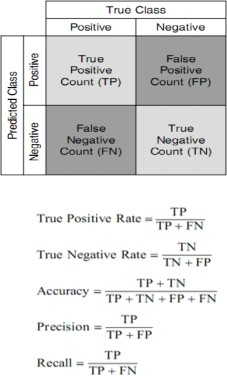 True Class
Positive Negative
Predicted Class
Positive
True Positive Count (TP)
False Positive Count (FP)
Negative
False Negative Count (FN)
True Negative Count (TN)
True Positive Rate = TP / TP + FN
True Negative Rate = TN / TN + FP
Accuracy = TP + TN / TP + TN + FP + FN
Precision = TP / TP + FP
Recall = TP / TP + FN